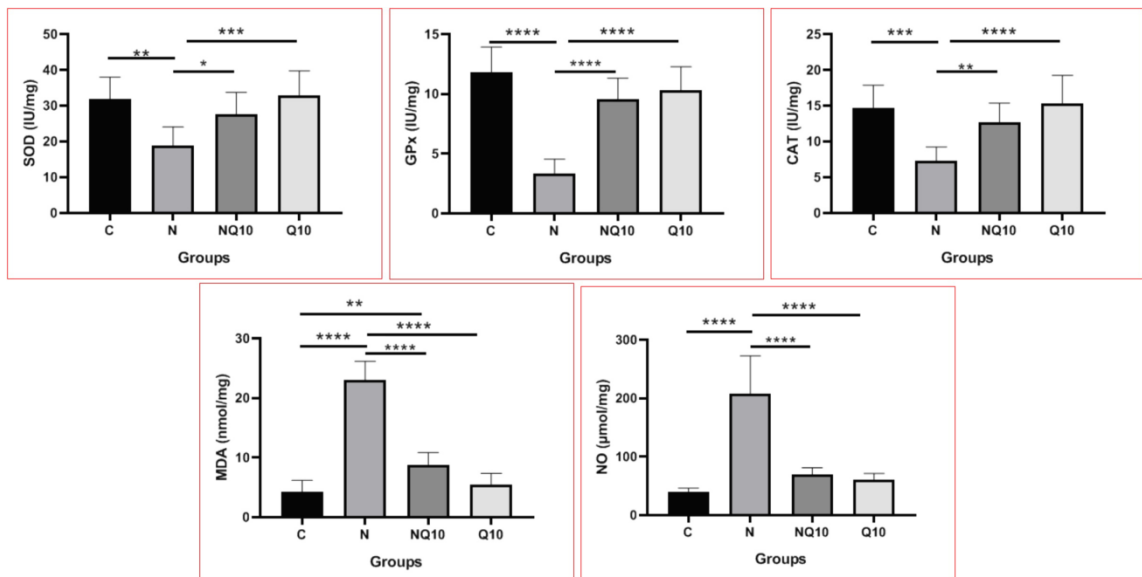 50
40
30
20
10
0
SOD (IU/mg)
**
***
*
C N NQ10 Q10
Groups
15
10
5
0
GPx (IU/mg)
****
****
****
C N NQ10 Q10
Groups
25
20
15
10
5
0
CAT (IU/mg)
***
****
**
C N NQ10 Q10
Groups
30
20
10
0
MDA (nmol/mg)
**
****
****
****
C N NQ10 Q10
Groups
300
200
100
0
NO (µmol/mg)
****
****
****
C N NQ10 Q10
Groups